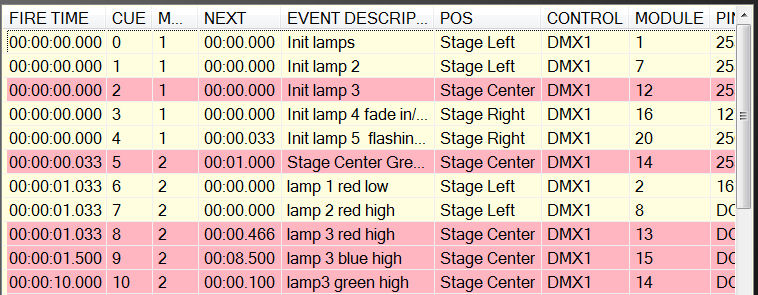 FIRE TIME CUE M... NEXT EVENT DESCRIP... POS CONTROL MODULE PIN
00:00:00.000 0 1 00:00.000 Init lamps Stage Left DMX1 1 25
00:00:00.000 1 1 00:00.000 Init lamp 2 Stage Left DMX1 7 25
00:00:00.000 2 1 00:00.000 Init lamp 3 Stage Center DMX1 12 25
00:00:00.000 3 1 00:00.000 Init lamp 4 fade in/... Stage Right DMX1 16 12
00:00:00.000 4 1 00:00.033 Init lamp 5 flashin... Stage Right DMX1 20 25
00:00:00.033 5 2 00:01.000 Stage Center Gre... Stage Center DMX1 14 25
00:00:01.033 6 2 00:00.000 lamp 1 red low Stage Left DMX1 2 16
00:00:01.033 7 2 00:00.000 lamp 2 red high Stage Left DMX1 8 DC
00:00:01.033 8 2 00:00.466 lamp 3 red high Stage Center DMX1 13 DC
00:00:01.500 9 2 00:08.500 lamp 3 blue high Stage Center DMX1 15 DC
00:00:10.000 10 2 00:00.100 lamp3 green high Stage Center DMX1 14 DC